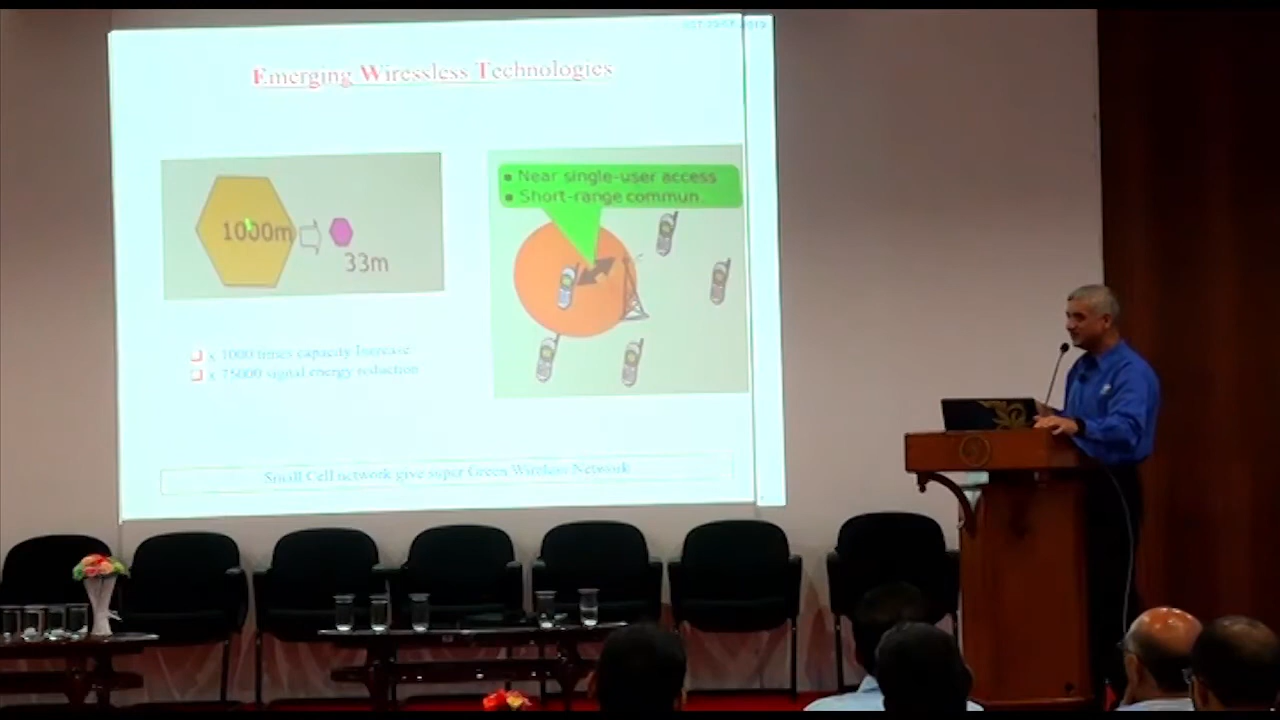 Emerging Wiressless Technologies
1000m
33m
▪ Near single-user access
▪ Short-range commun.
x 1000 times capacity Increase
x 75000 signal energy reduction
Small Cell network give super Green Wireless Network